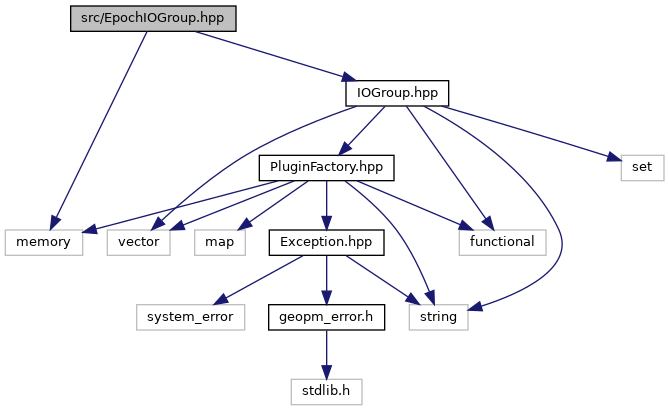 src/EpochIOGroup.hpp
IOGroup.hpp
PluginFactory.hpp
set
memory
vector
map
Exception.hpp
functional
system_error
geopm_error.h
string
stdlib.h